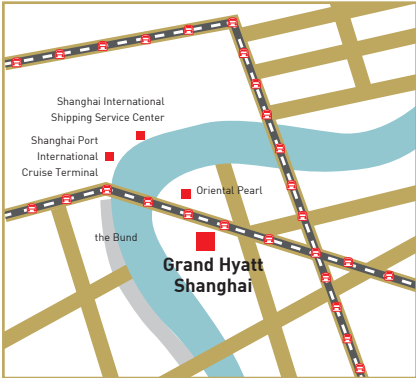 Shanghai International
Shipping Service Center
Shanghai Port
International
Cruise Terminal
Oriental Pearl
the Bund
Grand Hyatt
Shanghai